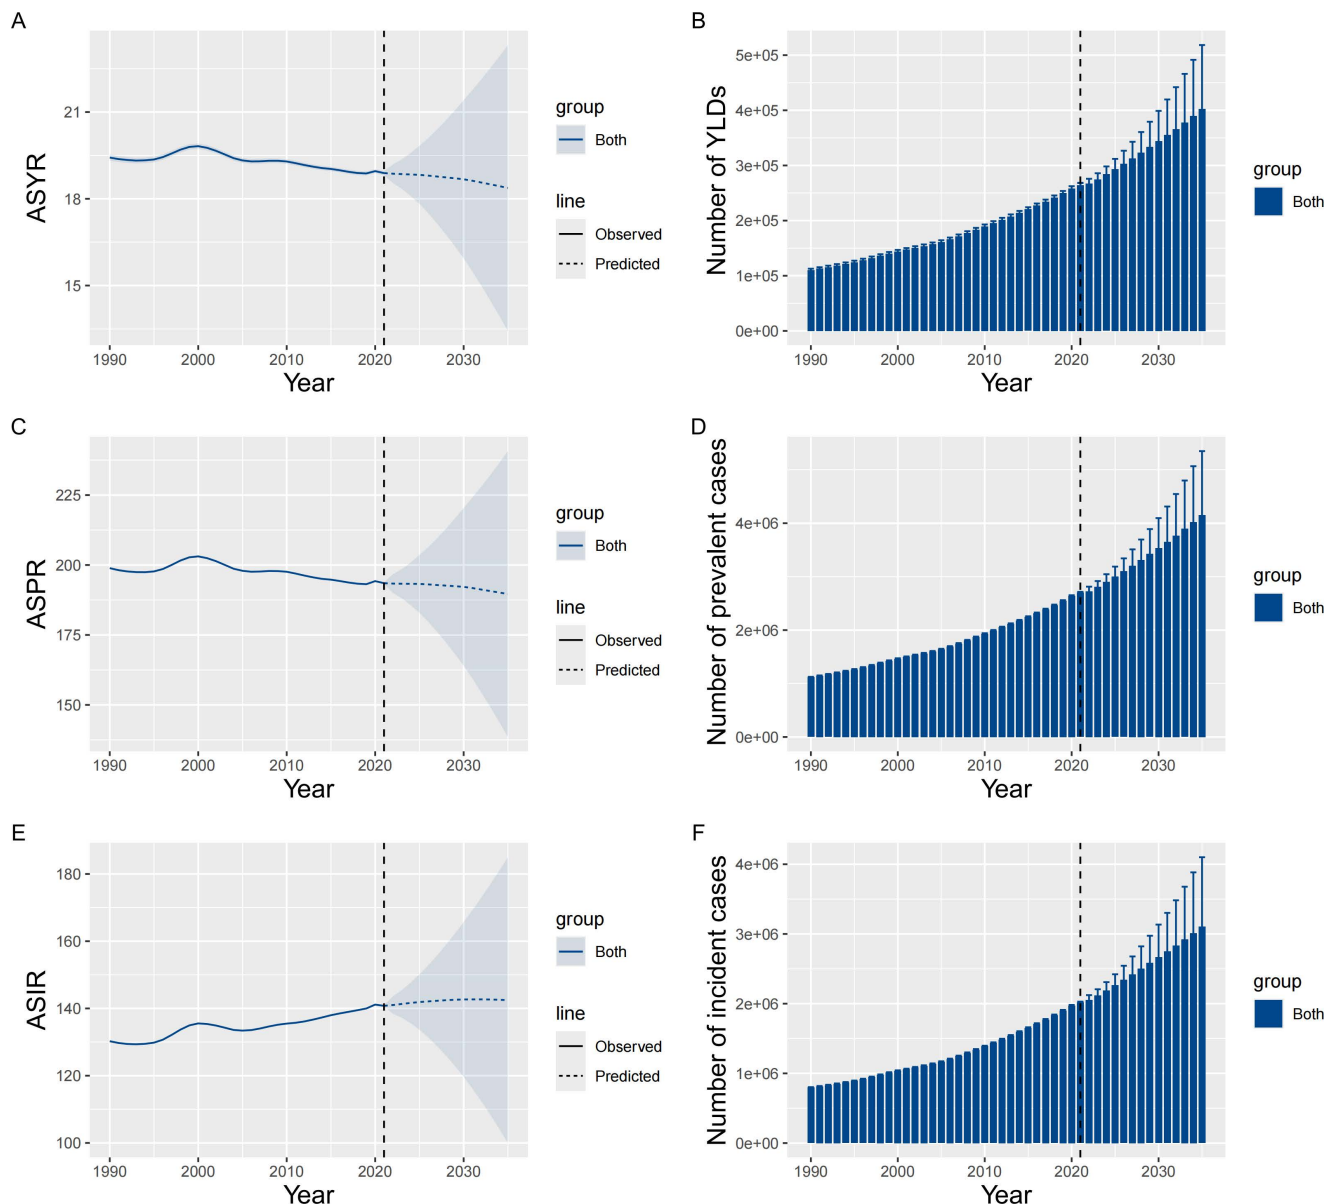 A
ASYR
21
18
15
1990 2000 2010 2020 2030
Year
group
Both
line
Observed
Predicted
B
Number of YLDs
5e+05
4e+05
3e+05
2e+05
1e+05
0e+00
1990 2000 2010 2020 2030
Year
group
Both
C
ASPR
225
200
175
150
1990 2000 2010 2020 2030
Year
group
Both
line
Observed
Predicted
D
Number of prevalent cases
4e+06
2e+06
0e+00
1990 2000 2010 2020 2030
Year
group
Both
E
ASIR
180
160
140
120
100
1990 2000 2010 2020 2030
Year
group
Both
line
Observed
Predicted
F
Number of incident cases
4e+06
3e+06
2e+06
1e+06
0e+00
1990 2000 2010 2020 2030
Year
group
Both